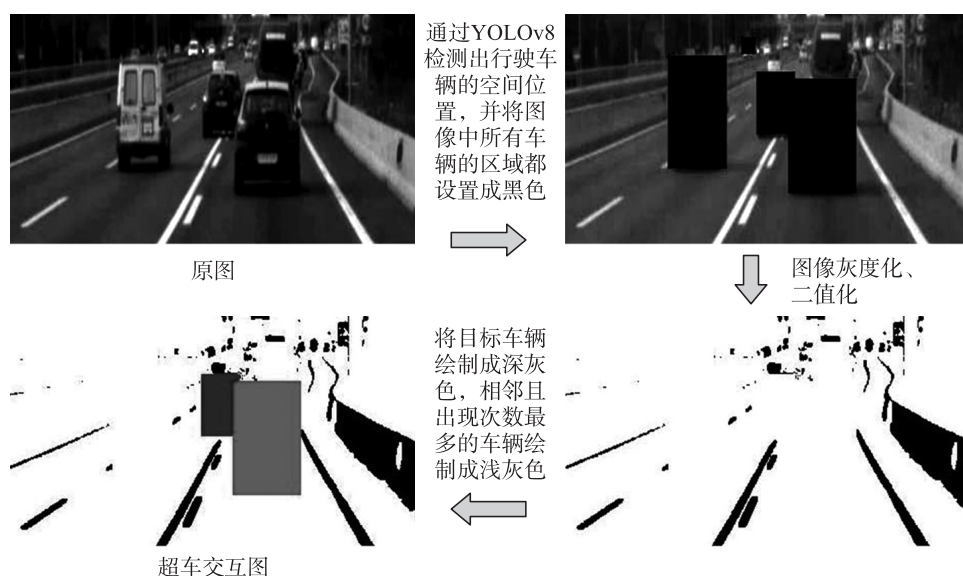 通过YOLOv8
检测出行驶车
辆的空间位
置，并将图
像中所有车
辆的区域都
设置成黑色
原图
图像灰度化、
二值化
将目标车辆
绘制成深灰
色，相邻且
出现次数最
多的车辆绘
制成浅灰色
超车交互图